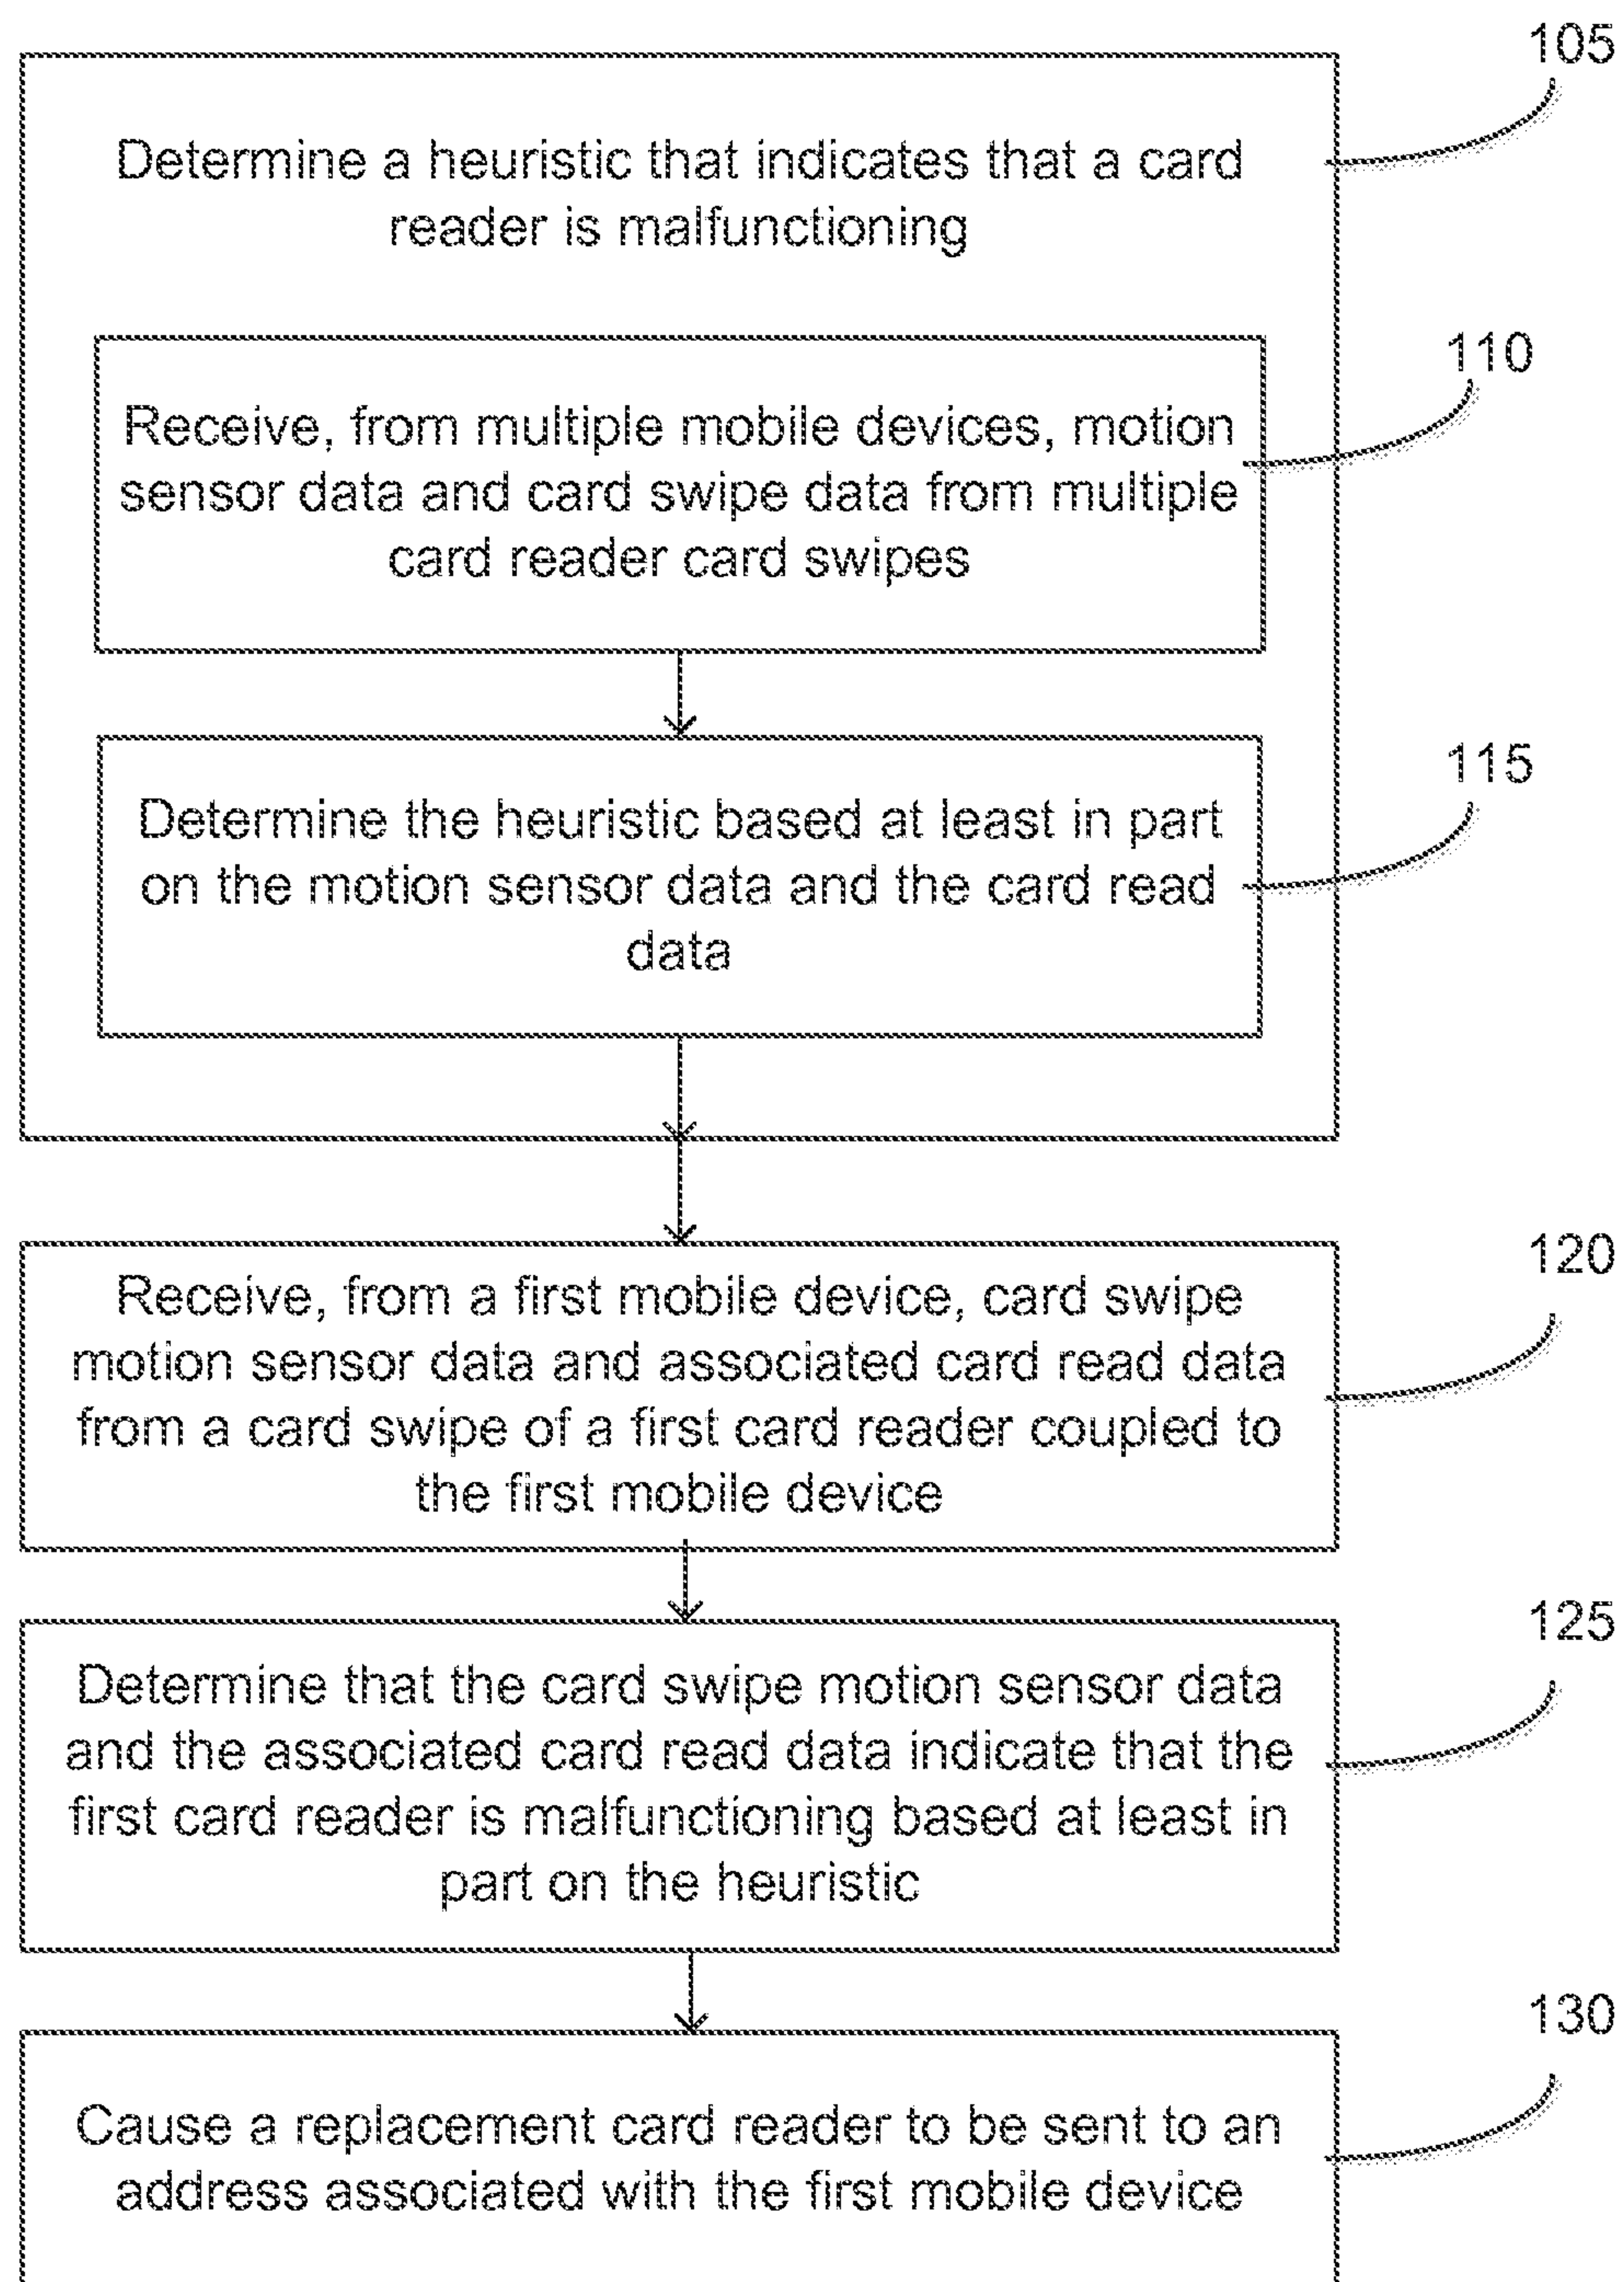 105
Determine a heuristic that indicates that a card
reader is malfunctioning
110
Receive, from multiple mobile devices, motion
sensor data and card swipe data from multiple
card reader card swipes
115
Determine the heuristic based at least in part
on the motion sensor data and the card read
data
120
Receive, from a first mobile device, card swipe
motion sensor data and associated card read data
from a card swipe of a first card reader coupled to
the first mobile device
125
Determine that the card swipe motion sensor data
and the associated card read data indicate that the
first card reader is malfunctioning based at least in
part on the heuristic
130
Cause a replacement card reader to be sent to an
address associated with the first mobile device